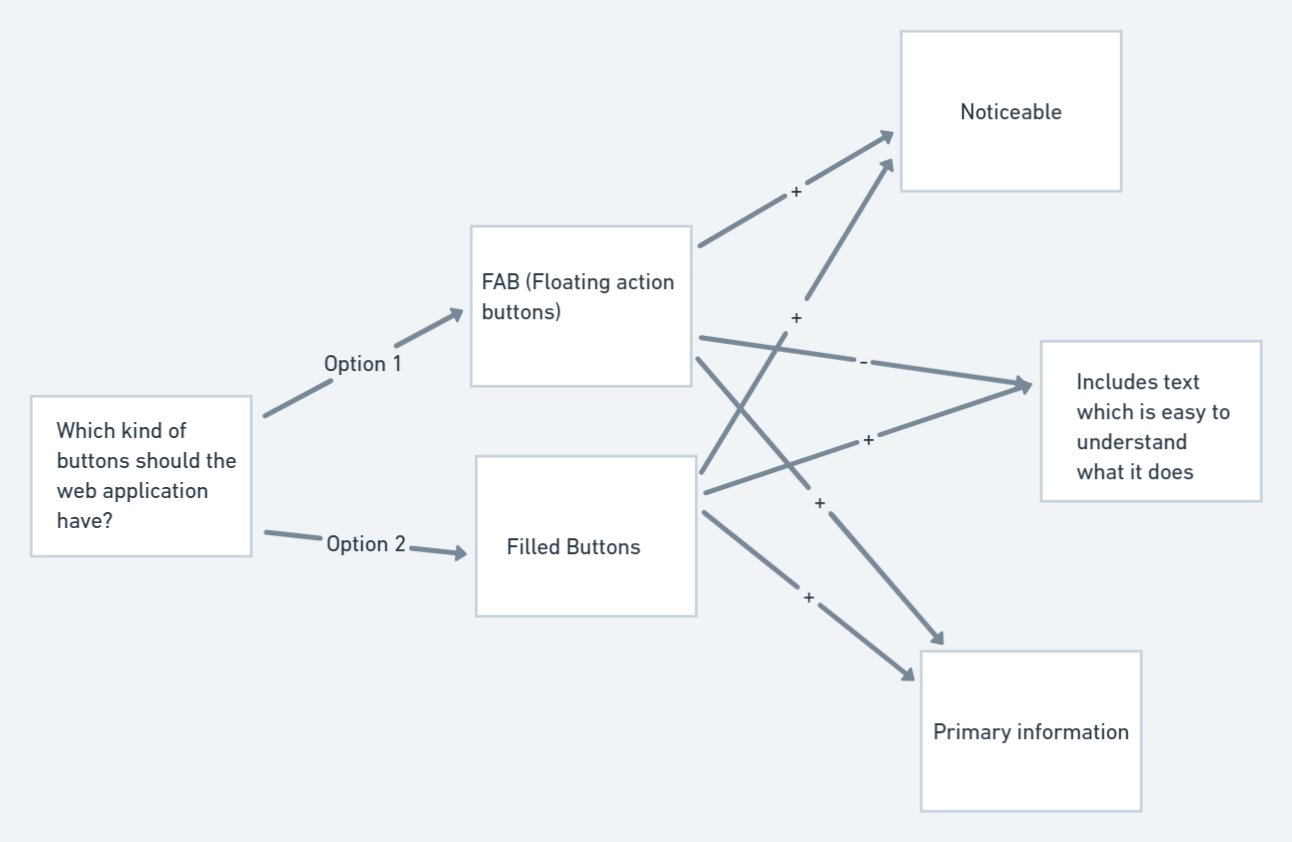 Noticeable
+
FAB (Floating action
buttons)
+
Option 1
-
Includes text
which is easy to
understand
what it does
Which kind of
buttons should the
web application
have?
+
+
Option 2
Filled Buttons
+
Primary information